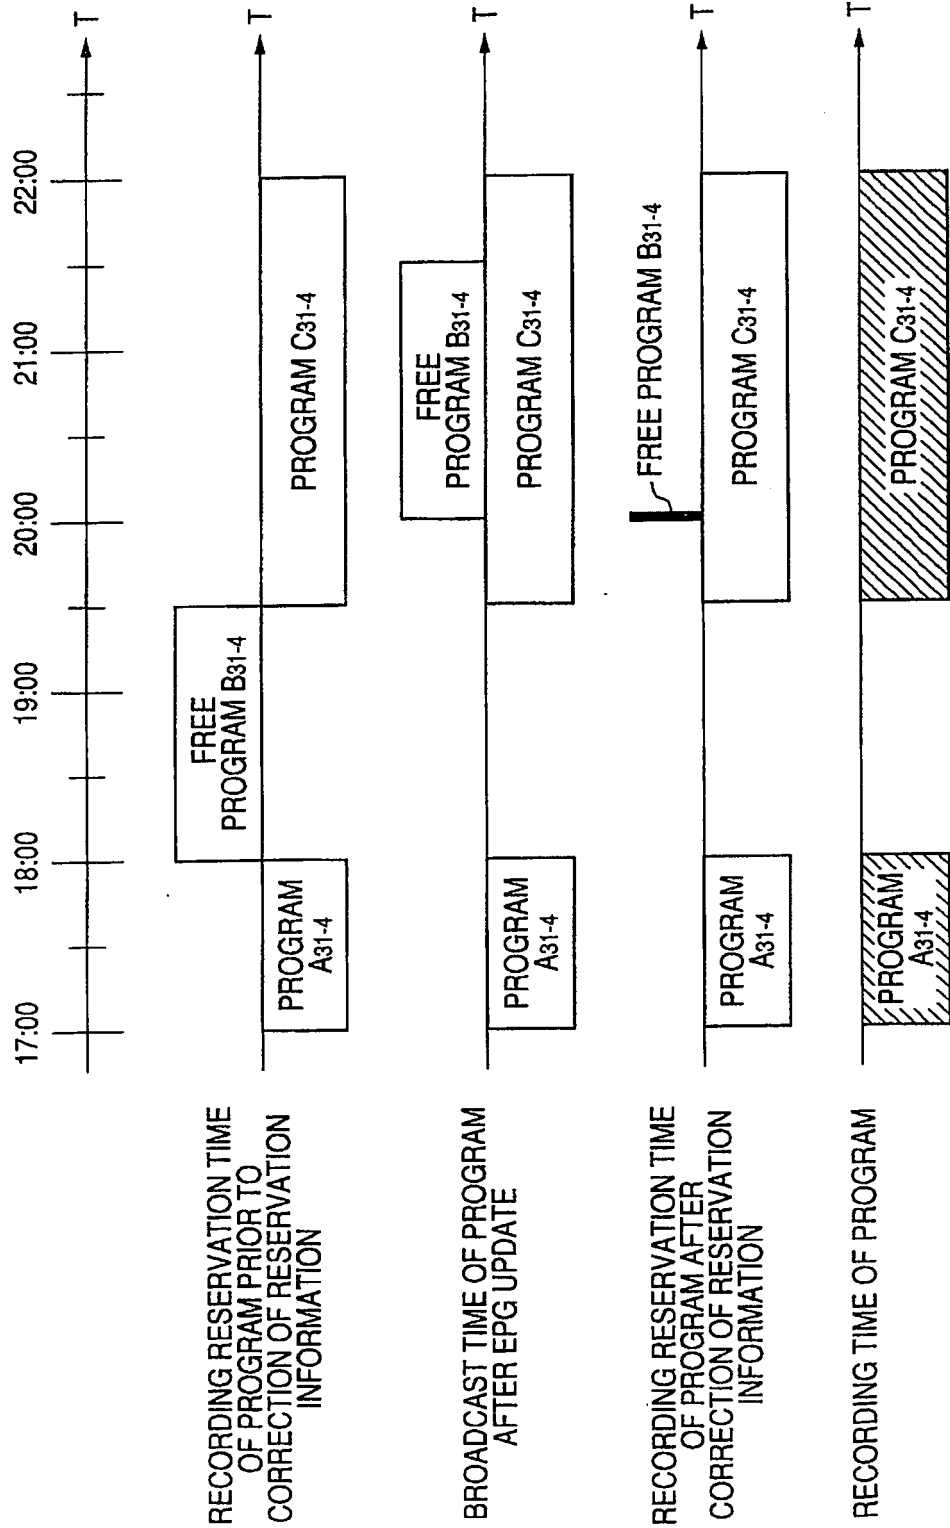 17:00 18:00 19:00 20:00 21:00 22:00 T
RECORDING RESERVATION TIME
OF PROGRAM PRIOR TO
CORRECTION OF RESERVATION
INFORMATION
PROGRAM
A31-4
FREE
PROGRAM B31-4
PROGRAM C31-4
T
BROADCAST TIME OF PROGRAM
AFTER EPG UPDATE
PROGRAM
A31-4
FREE
PROGRAM B31-4
PROGRAM C31-4
T
RECORDING RESERVATION TIME
OF PROGRAM AFTER
CORRECTION OF RESERVATION
INFORMATION
PROGRAM
A31-4
FREE PROGRAM B31-4
PROGRAM C31-4
T
RECORDING TIME OF PROGRAM
PROGRAM
A31-4
PROGRAM C31-4
T